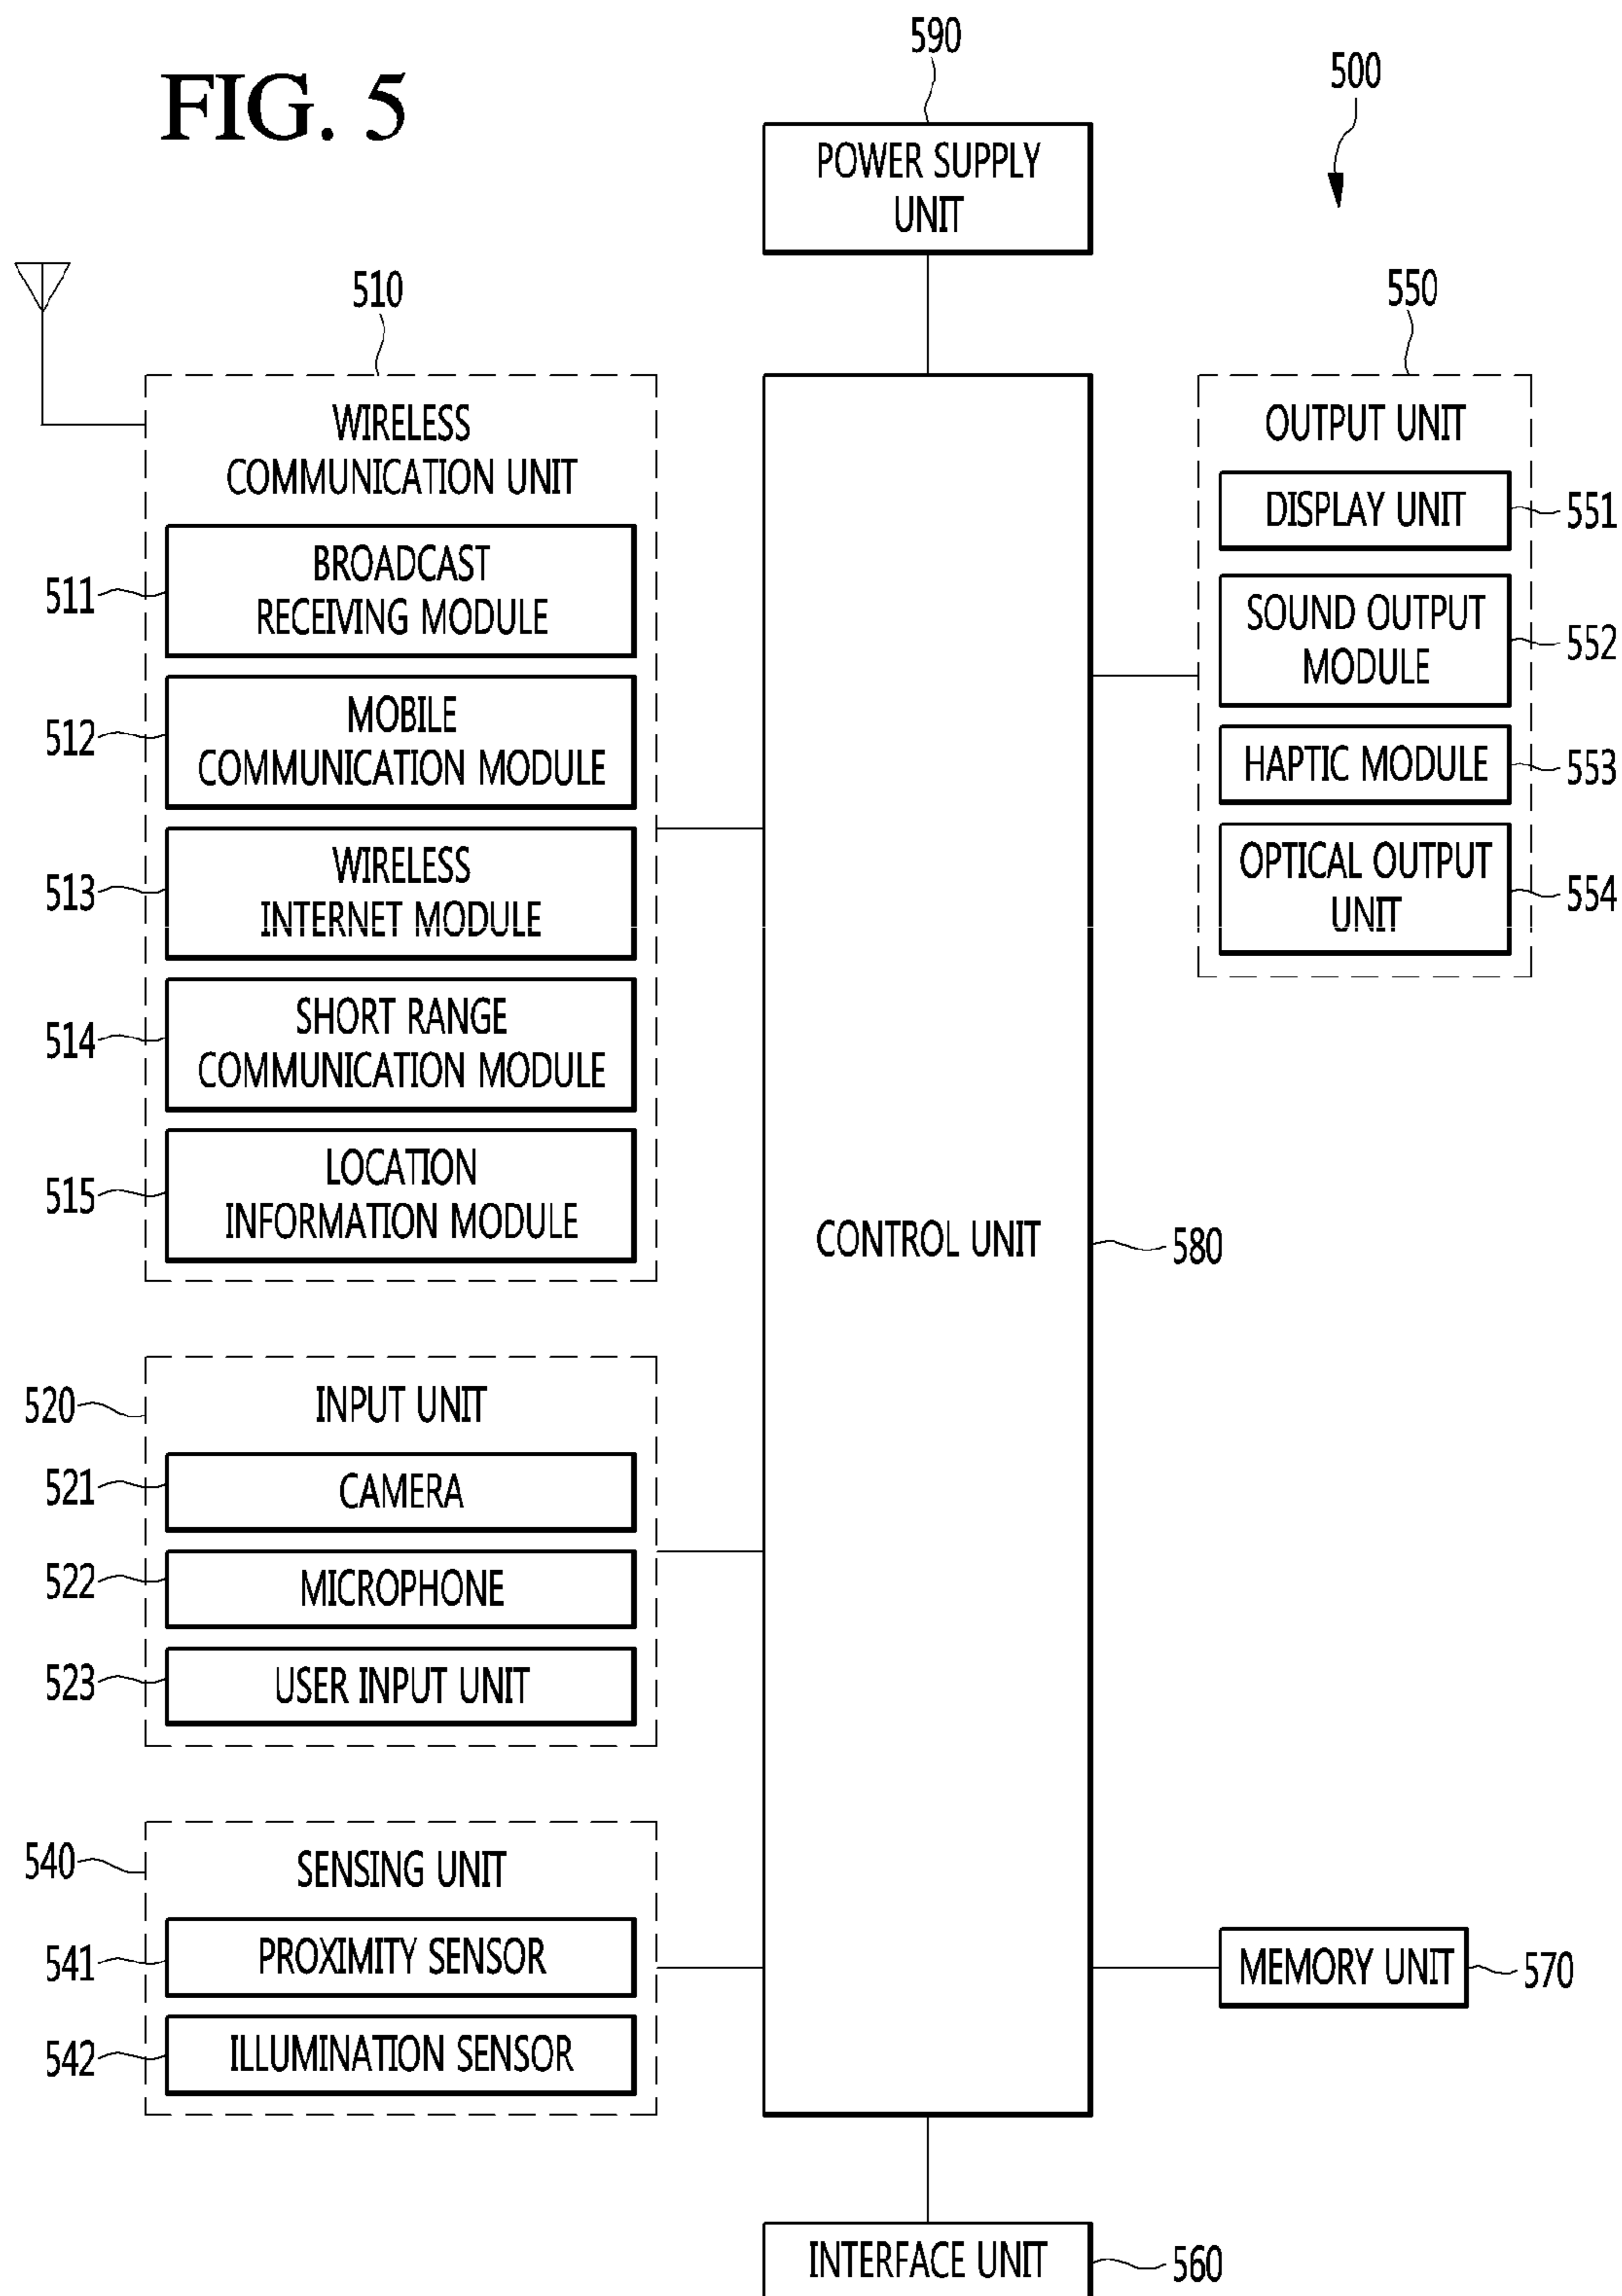 FIG. 5
590
500
POWER SUPPLY
UNIT
510
WIRELESS
COMMUNICATION UNIT
511
BROADCAST
RECEIVING MODULE
512
MOBILE
COMMUNICATION MODULE
513
WIRELESS
INTERNET MODULE
514
SHORT RANGE
COMMUNICATION MODULE
515
LOCATION
INFORMATION MODULE
520
INPUT UNIT
521
CAMERA
522
MICROPHONE
523
USER INPUT UNIT
540
SENSING UNIT
541
PROXIMITY SENSOR
542
ILLUMINATION SENSOR
CONTROL UNIT
580
550
OUTPUT UNIT
DISPLAY UNIT
551
SOUND OUTPUT
MODULE
552
HAPTIC MODULE
553
OPTICAL OUTPUT
UNIT
554
MEMORY UNIT
570
INTERFACE UNIT
560